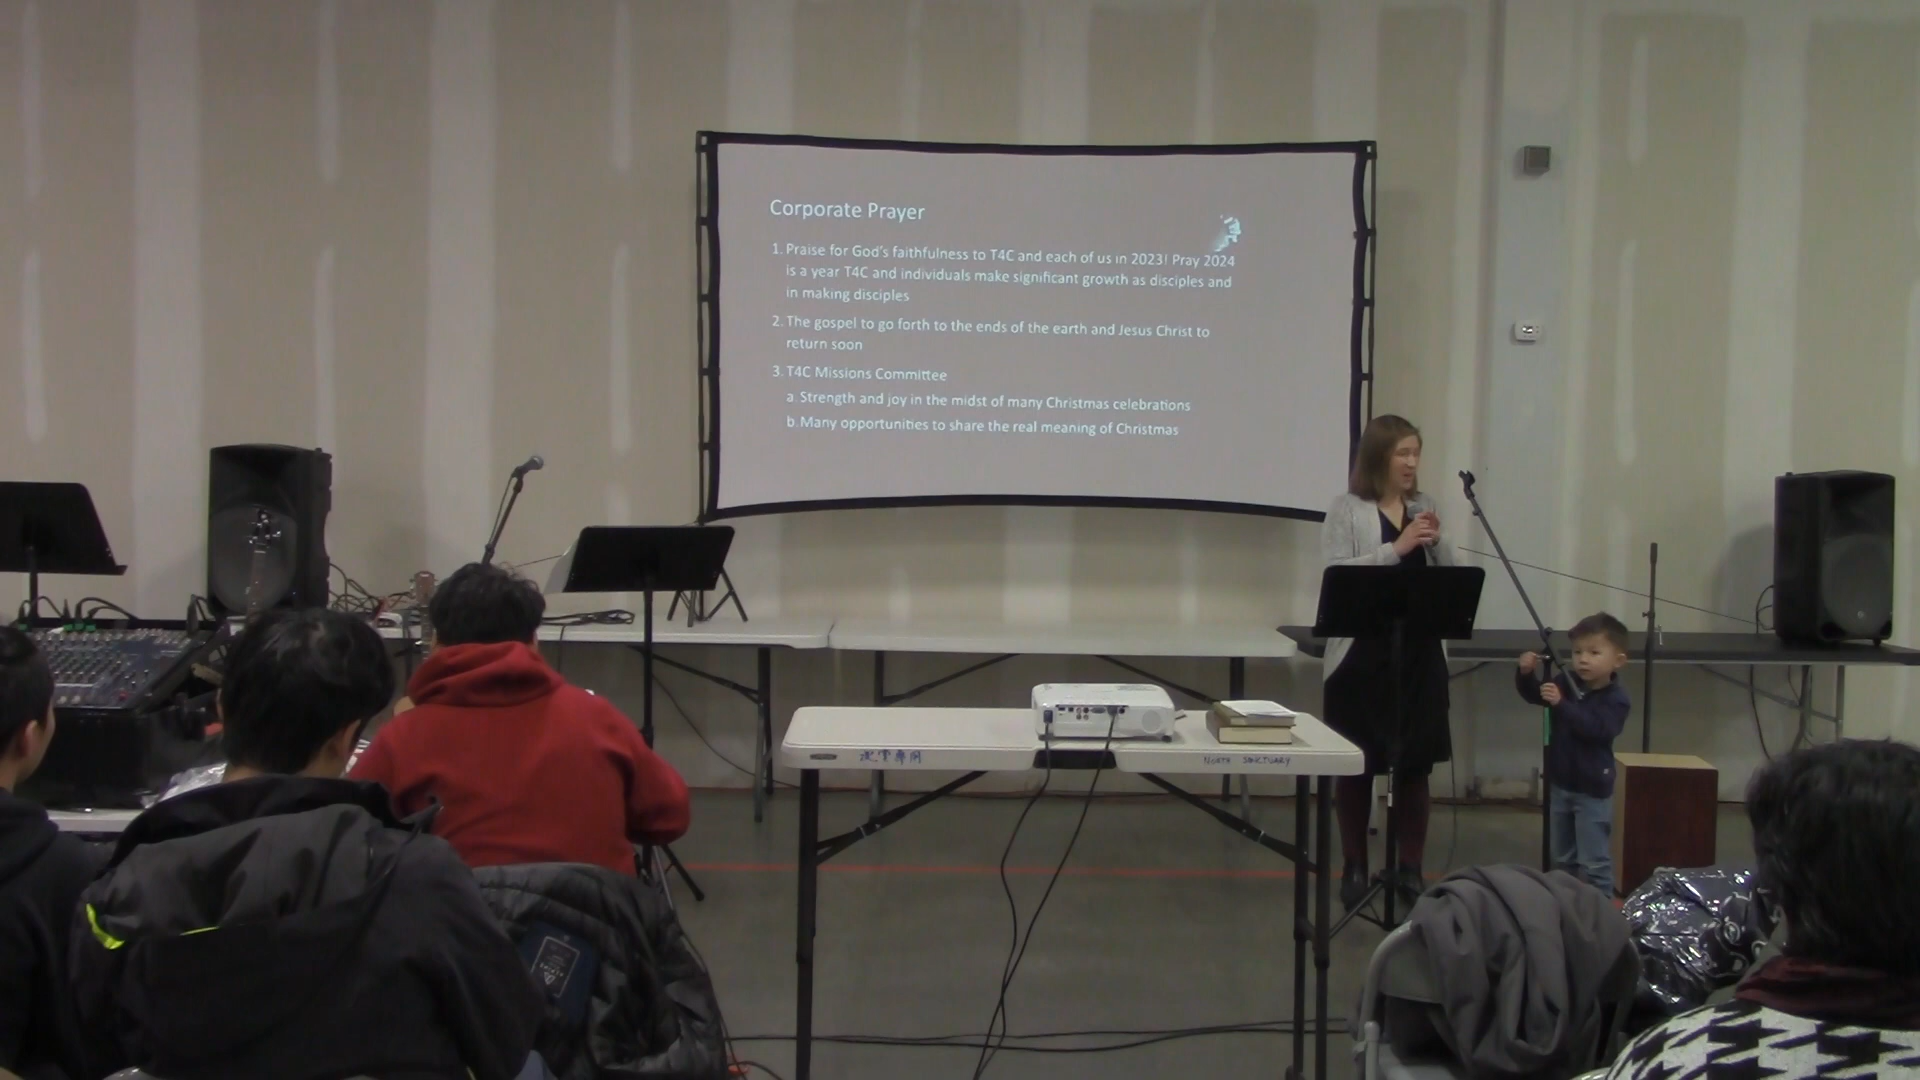 Corporate Prayer
1. Praise for God's faithfulness to T4C and each of us in 2023! Pray 2024
is a year T4C and individuals make significant growth as disciples and
in making disciples
2. The gospel to go forth to the ends of the earth and Jesus Christ to
return soon
3. T4C Missions Committee
a. Strength and joy in the midst of many Christmas celebrations
b. Many opportunities to share the real meaning of Christmas
NORTH SANCTUARY